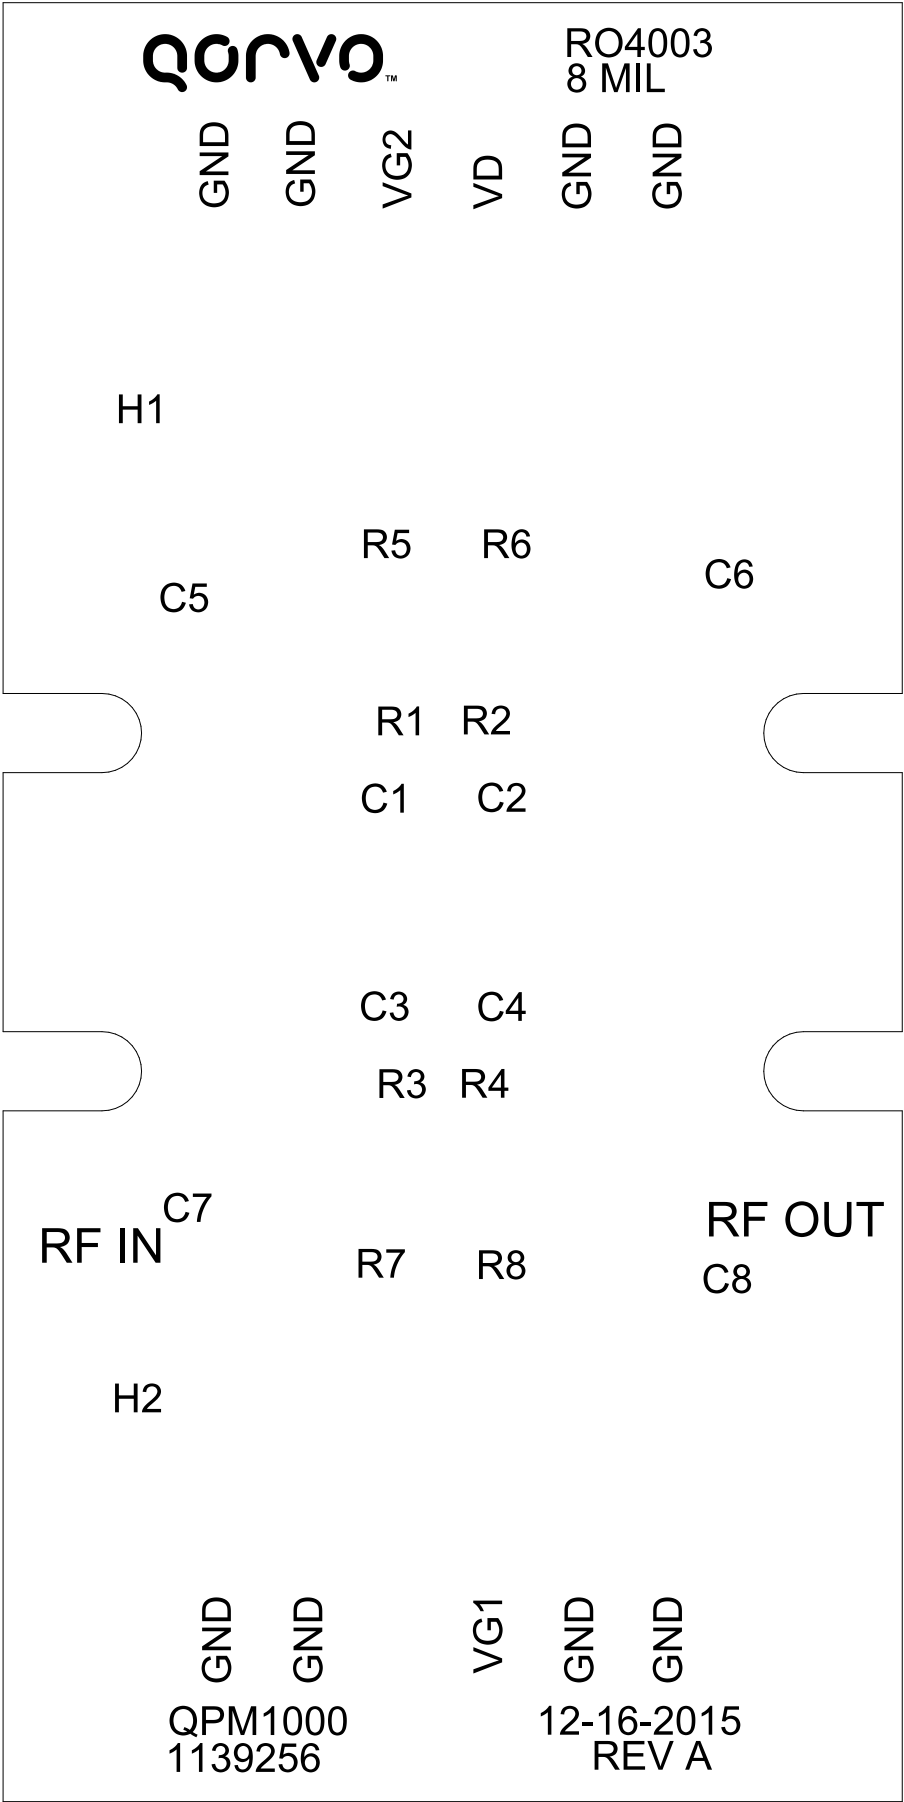 QORVO™
RO4003
8 MIL
GND GND VG2 VD GND GND
H1
R5 R6
C5 C6
R1 R2
C1 C2
C3 C4
R3 R4
C7
RF IN RF OUT
R7 R8 C8
H2
GND GND VG1 GND GND
QPM1000 12-16-2015
1139256 REV A